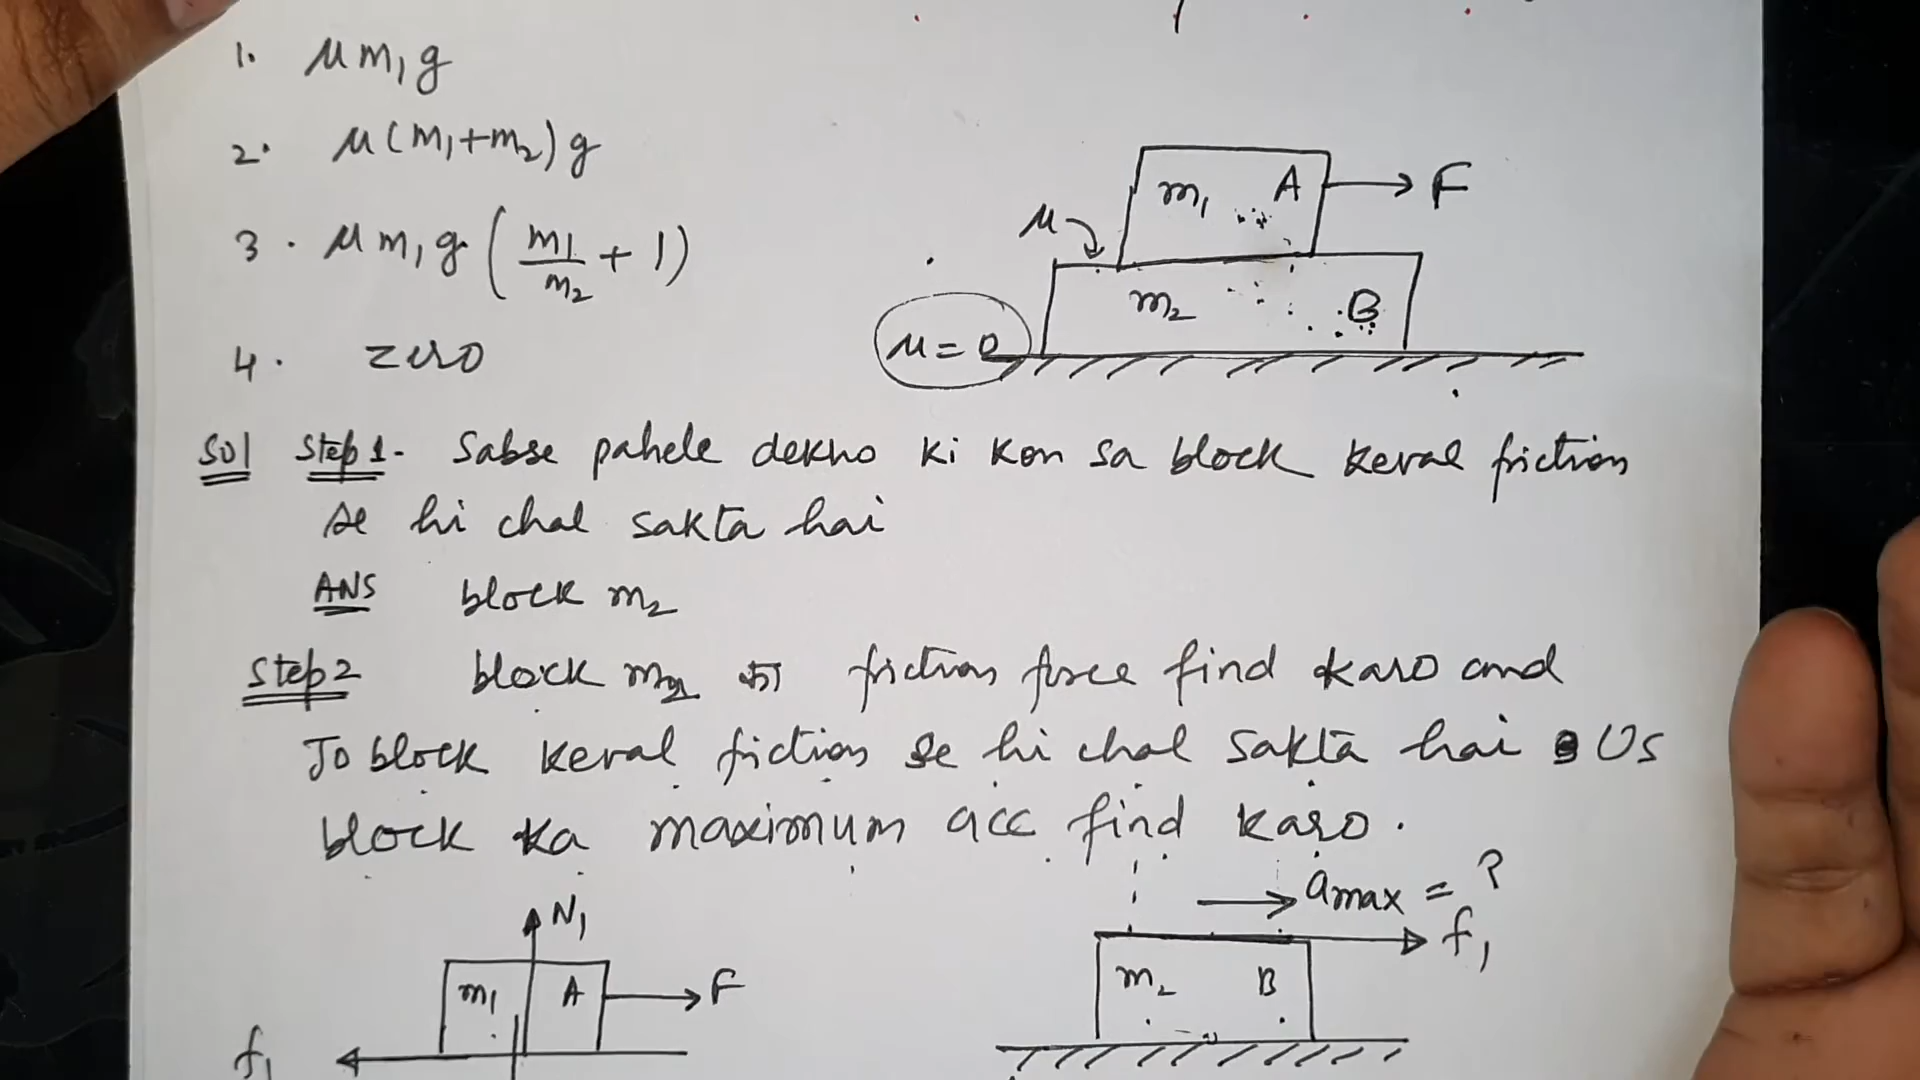 1. μm₁g
2. μ(m₁+m₂)g
3. μm₁g(m₁/m₂ + 1)
4. zero
m₁ A F
μ
m₂ B
μ=0
Sol Step 1- Sabse pahele dekho ki kon sa block keval friction
se hi chal sakta hai
ANS block m₂
Step 2 block m₂ का friction force find karo and
Jo block keval friction se hi chal sakta hai Us
block ka maximum acc find karo.
N₁
m₁ A F
f₁
amax = ?
f₁
m₂ B